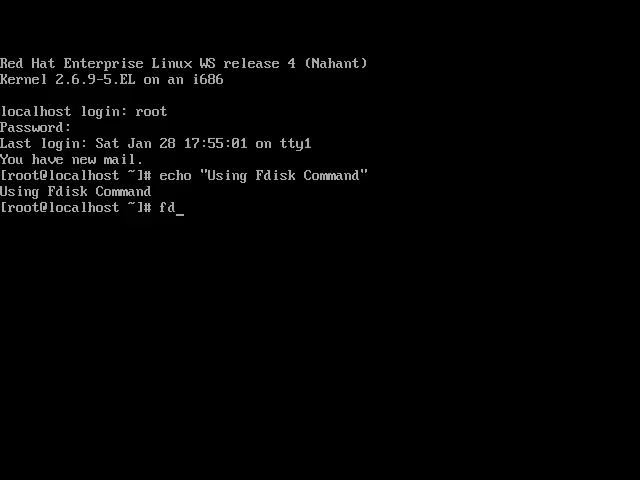 Red Hat Enterprise Linux WS release 4 (Nahant)
Kernel 2.6.9-5.EL on an i686
localhost login: root
Password:
Last login: Sat Jan 28 17:55:01 on tty1
You have new mail.
[root@localhost ~]# echo "Using Fdisk Command"
Using Fdisk Command
[root@localhost ~]# fd_